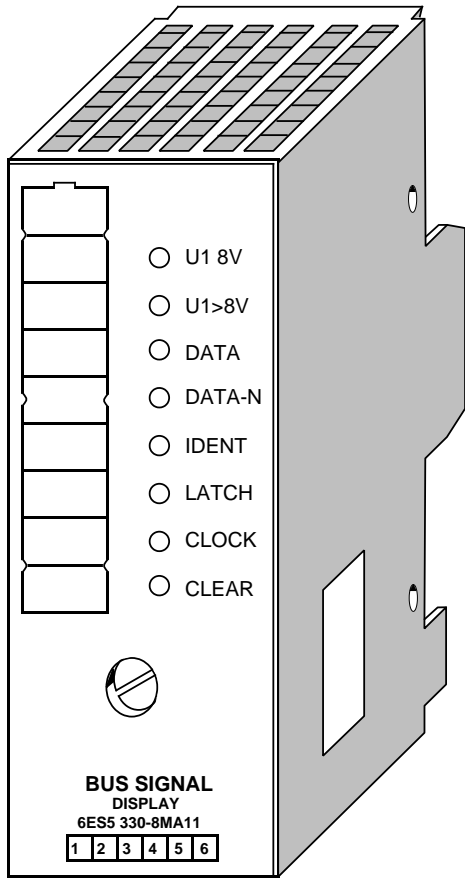 U1 8V
U1>8V
DATA
DATA-N
IDENT
LATCH
CLOCK
CLEAR
BUS SIGNAL
DISPLAY
6ES5 330-8MA11
1 2 3 4 5 6